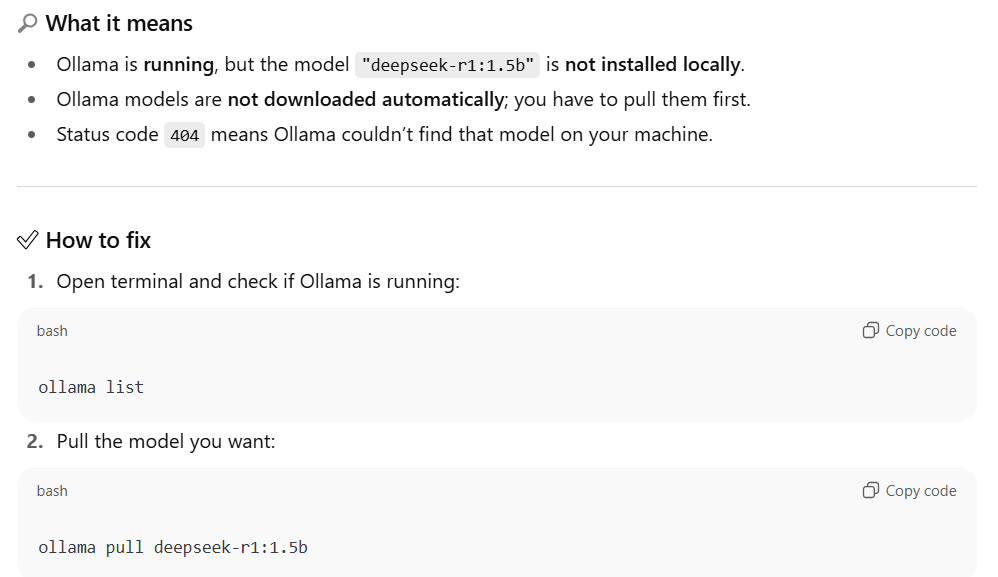 What it means
Ollama is running, but the model "deepseek-r1:1.5b" is not installed locally.
Ollama models are not downloaded automatically; you have to pull them first.
Status code 404 means Ollama couldn’t find that model on your machine.
How to fix
1. Open terminal and check if Ollama is running:
bash Copy code
ollama list
2. Pull the model you want:
bash Copy code
ollama pull deepseek-r1:1.5b